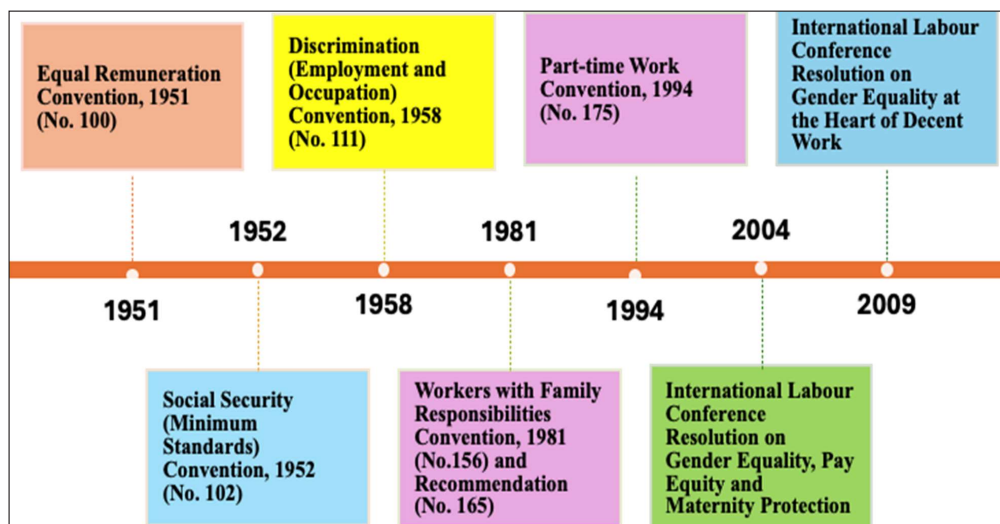 Equal Remuneration
Convention, 1951
(No. 100)
Discrimination
(Employment and
Occupation)
Convention, 1958
(No. 111)
Part-time Work
Convention, 1994
(No. 175)
International Labour
Conference
Resolution on
Gender Equality at
the Heart of Decent
Work
1952
1981
2004
1951
1958
1994
2009
Social Security
(Minimum
Standards)
Convention, 1952
(No. 102)
Workers with Family
Responsibilities
Convention, 1981
(No.156) and
Recommendation
(No. 165)
International Labour
Conference
Resolution on
Gender Equality, Pay
Equity and
Maternity Protection